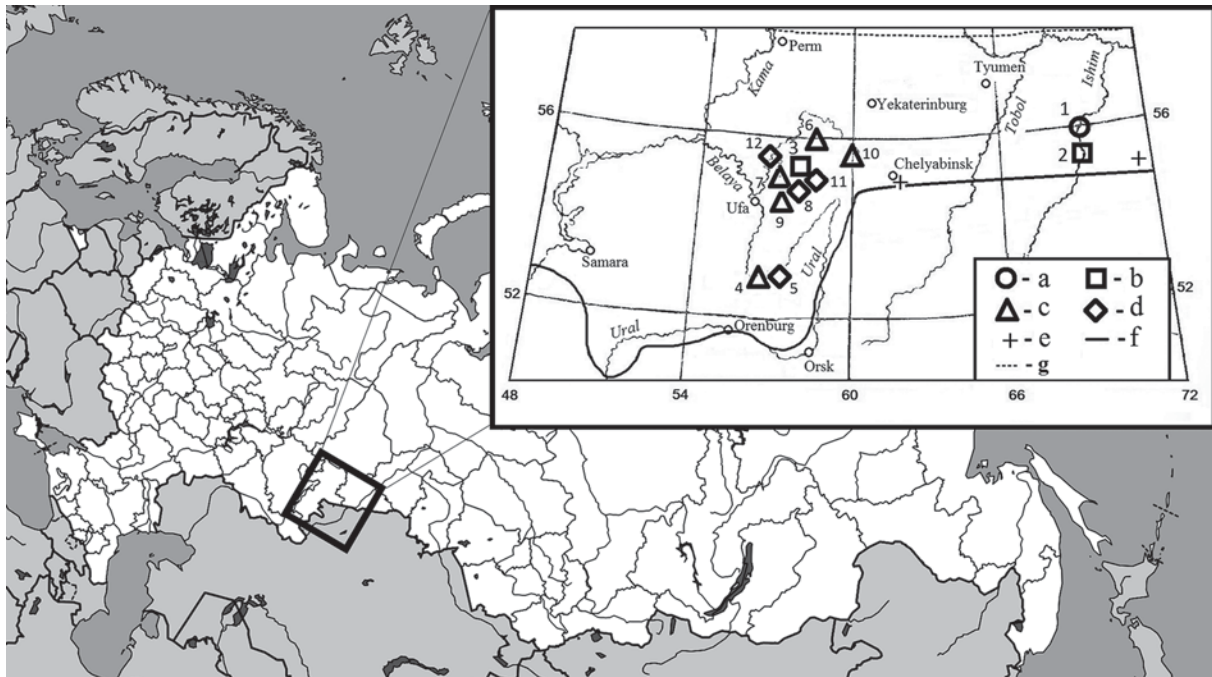 Perm
Tyumen
Kama
Tobol
Ishim
Yekaterinburg
56
56
1
6
12
3
10
2
Chelyabinsk
Belaya
7
11
Ufa
8
9
Ural
Samara
4
5
52
52
Ural
Orenburg
Orsk
- a
- b
- c
- d
- e
- f
- g
48
54
60
66
72